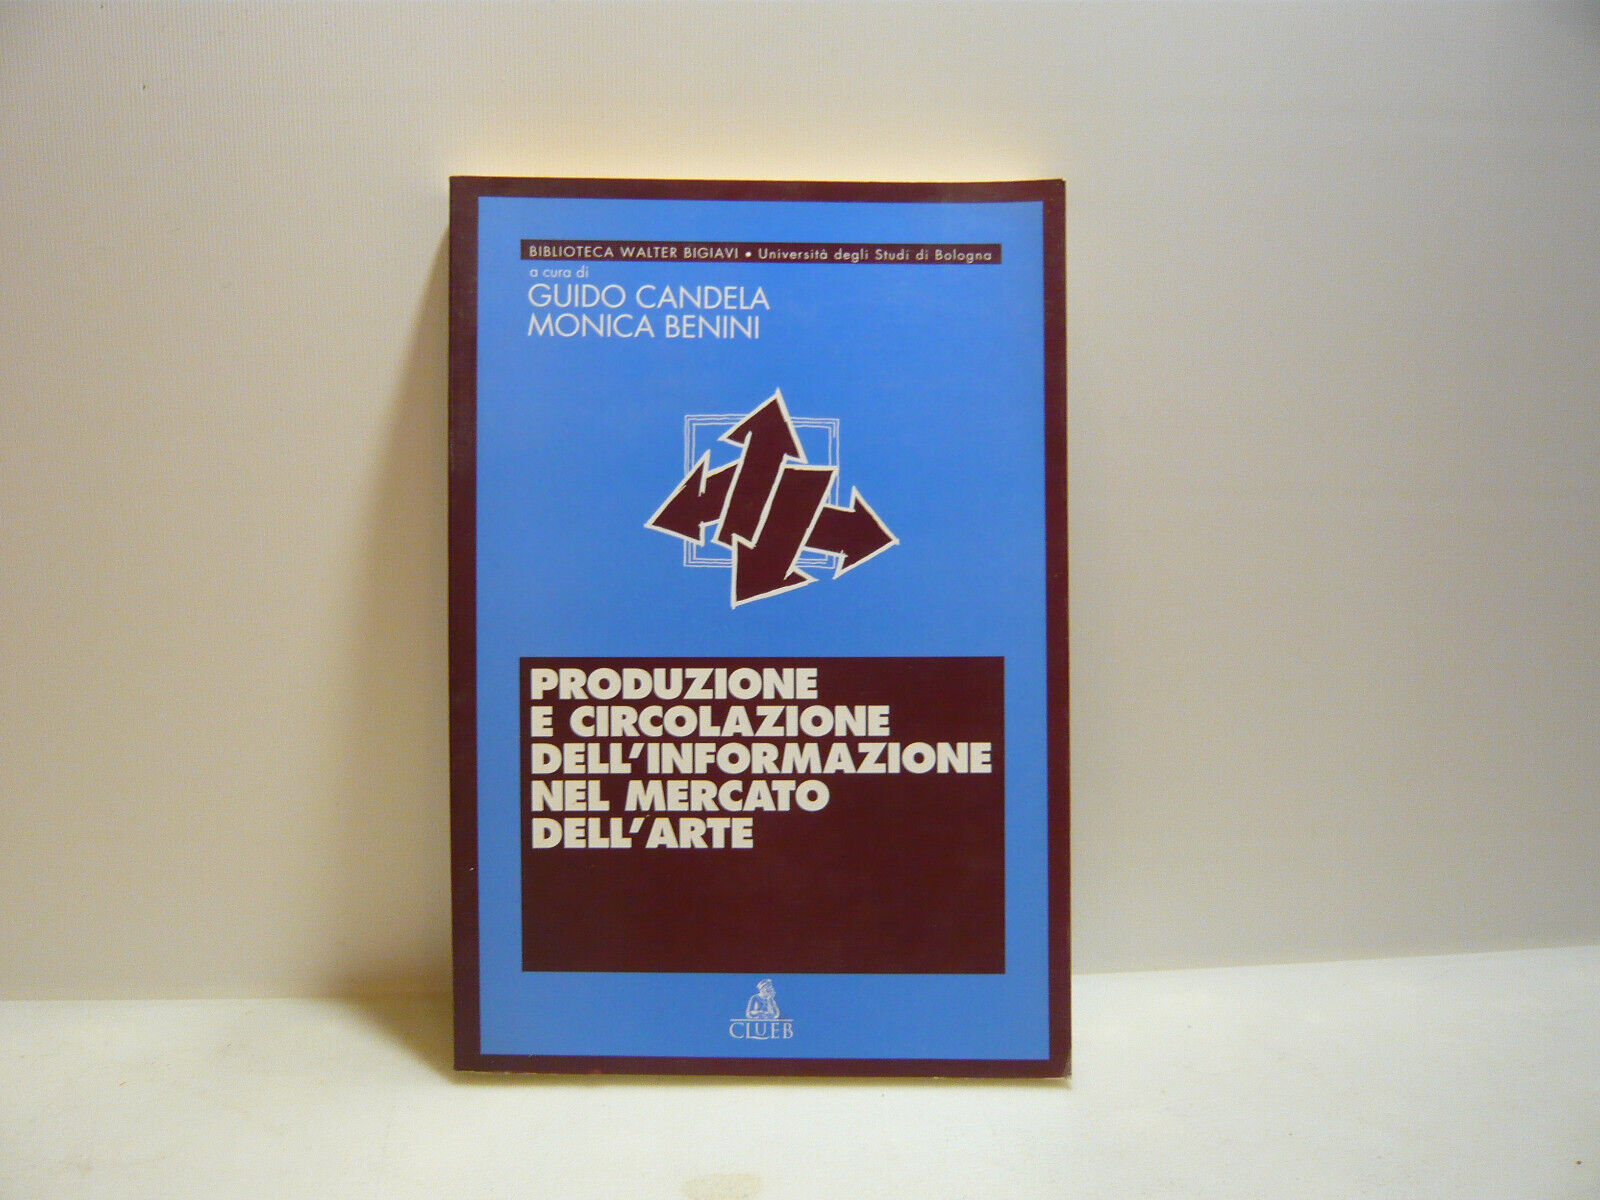 BIBLIOTECA WALTER BIGIAVI • Università degli Studi di Bologna
a cura di
GUIDO CANDELA
MONICA BENINI
PRODUZIONE
E CIRCOLAZIONE
DELL'INFORMAZIONE
NEL MERCATO
DELL'ARTE
CLUEB